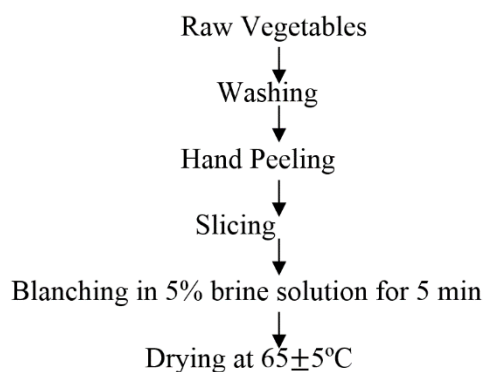 Raw Vegetables
Washing
Hand Peeling
Slicing
Blanching in 5% brine solution for 5 min
Drying at 65±5ºC